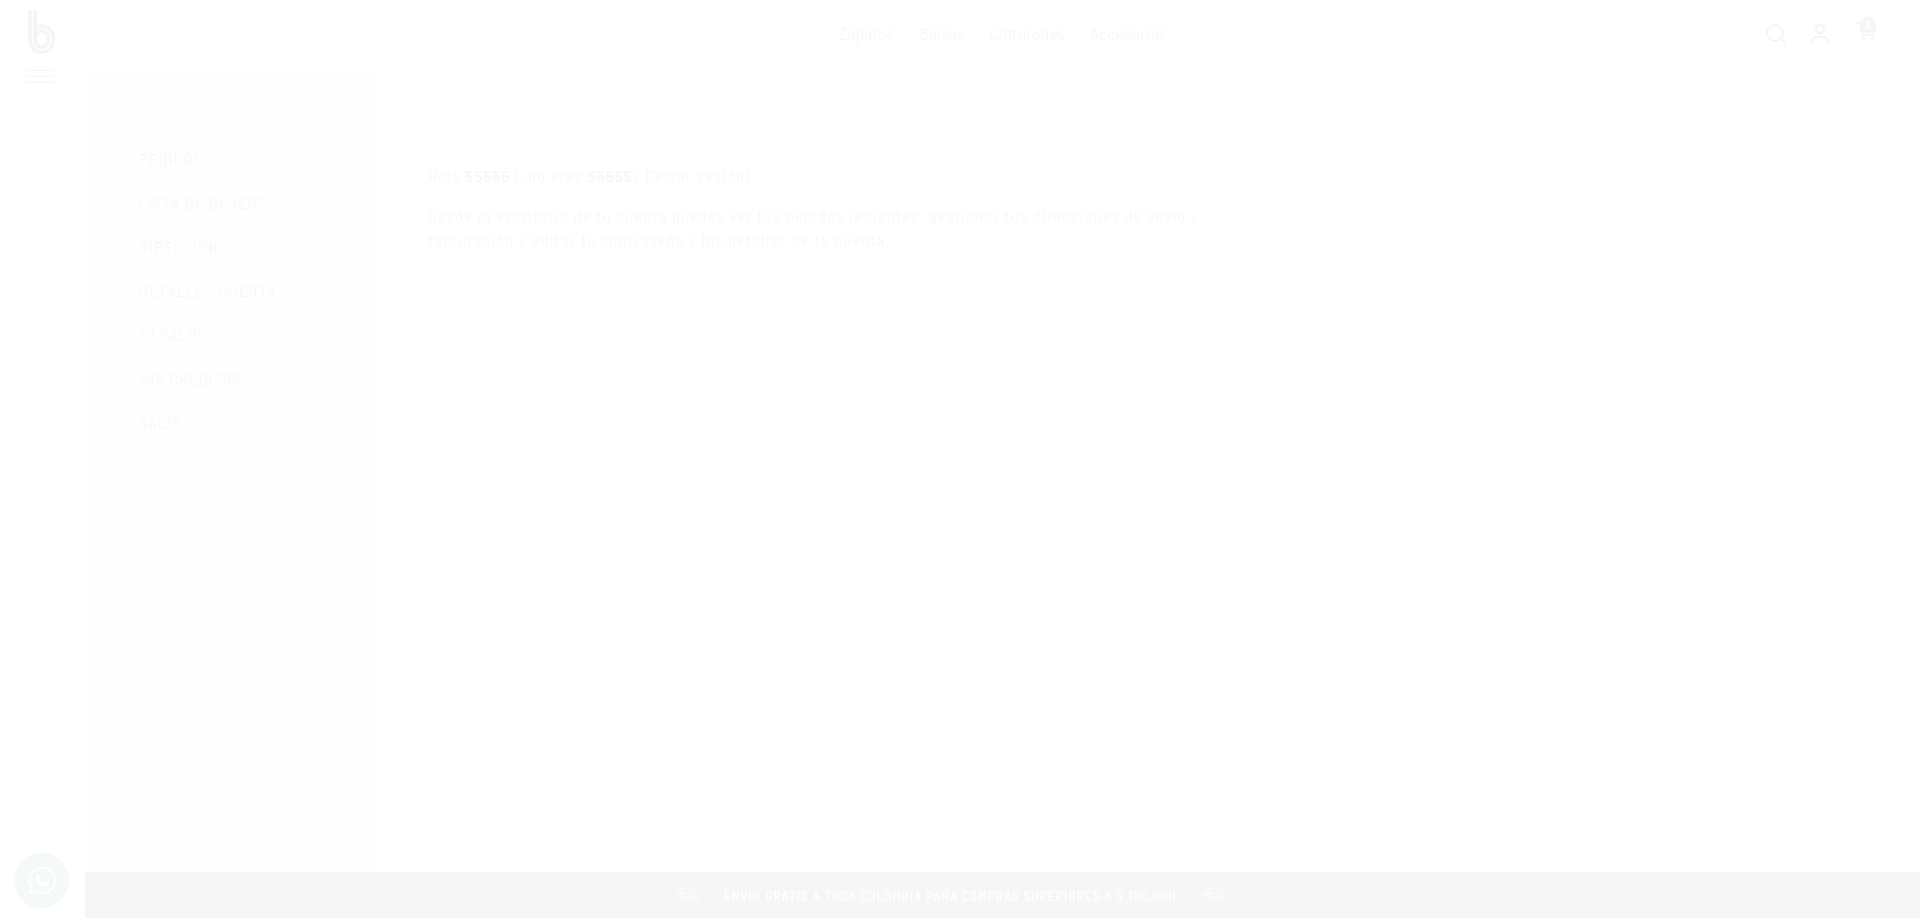 b
Zapatos Bolsos Cinturones Accesorios
PEDIDOS
LISTA DE DESEOS
DIRECCIÓN
DETALLES CUENTA
MI SALDO
MIS CRÉDITOS
SALIR
Hola 55555 (¿no eres 55555? Cerrar sesión)
Desde el escritorio de tu cuenta puedes ver tus pedidos recientes, gestionar tus direcciones de envío y
facturación y editar tu contraseña y los detalles de tu cuenta.
ENVÍO GRATIS A TODA COLOMBIA PARA COMPRAS SUPERIORES A $ 100.000